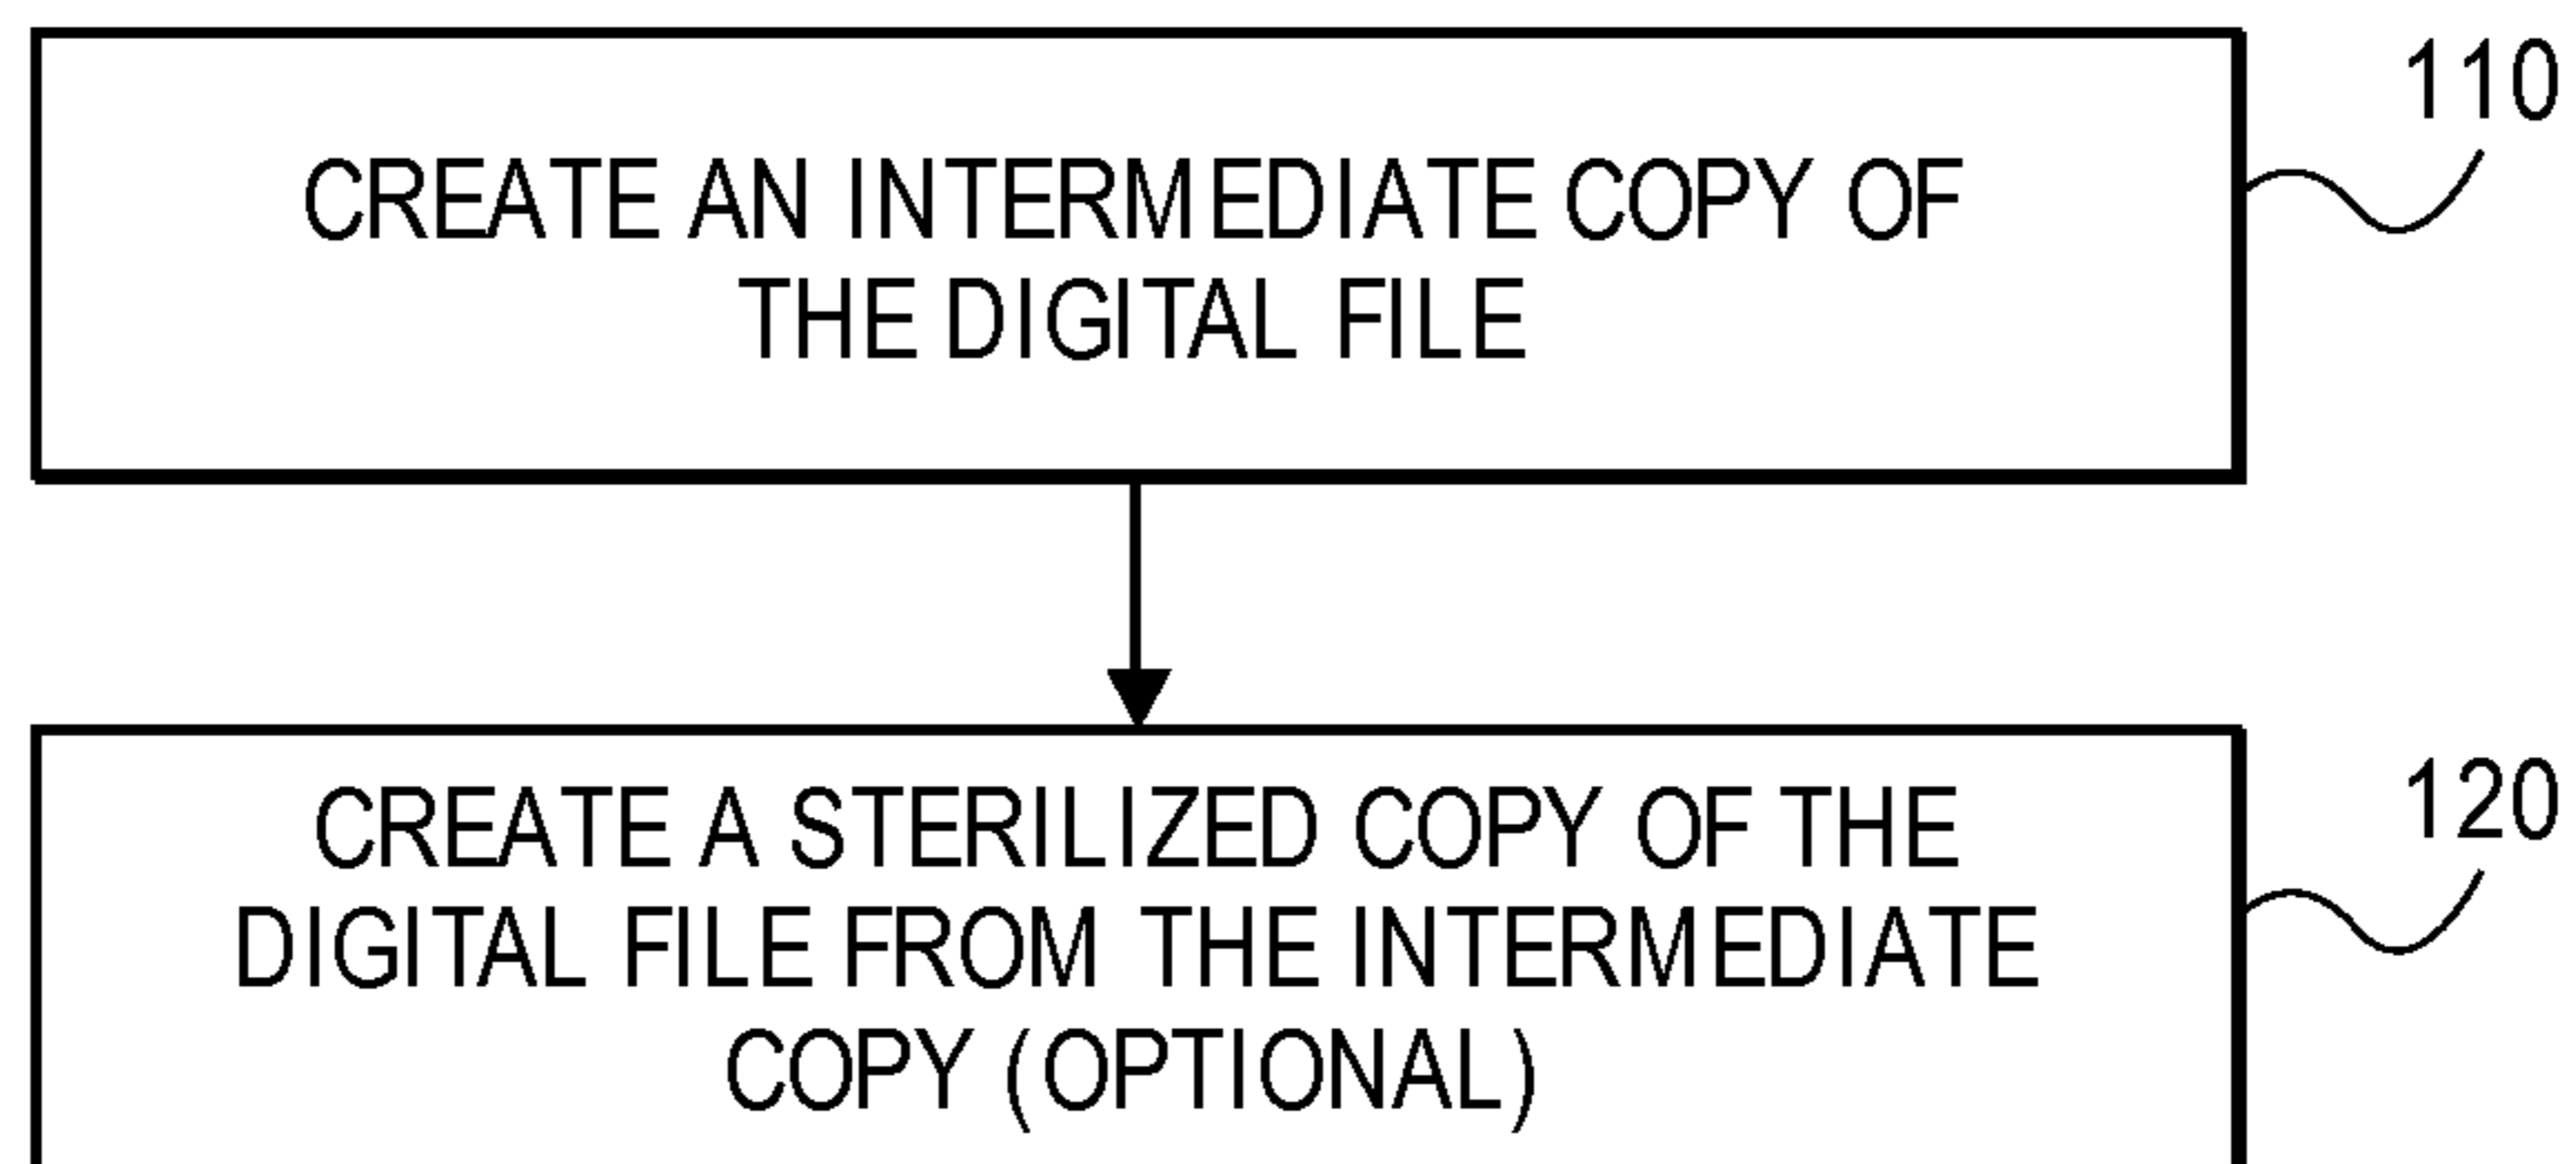 110
CREATE AN INTERMEDIATE COPY OF
THE DIGITAL FILE
120
CREATE A STERILIZED COPY OF THE
DIGITAL FILE FROM THE INTERMEDIATE
COPY (OPTIONAL)